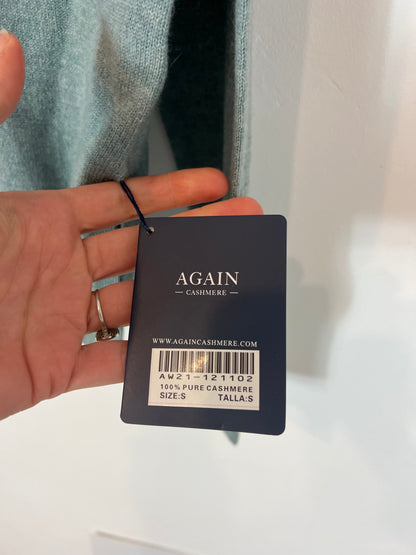 AGAIN
— CASHMERE —
WWW.AGAINCASHMERE.COM
AW21-121102
100% PURE CASHMERE
SIZE:S TALLA:S